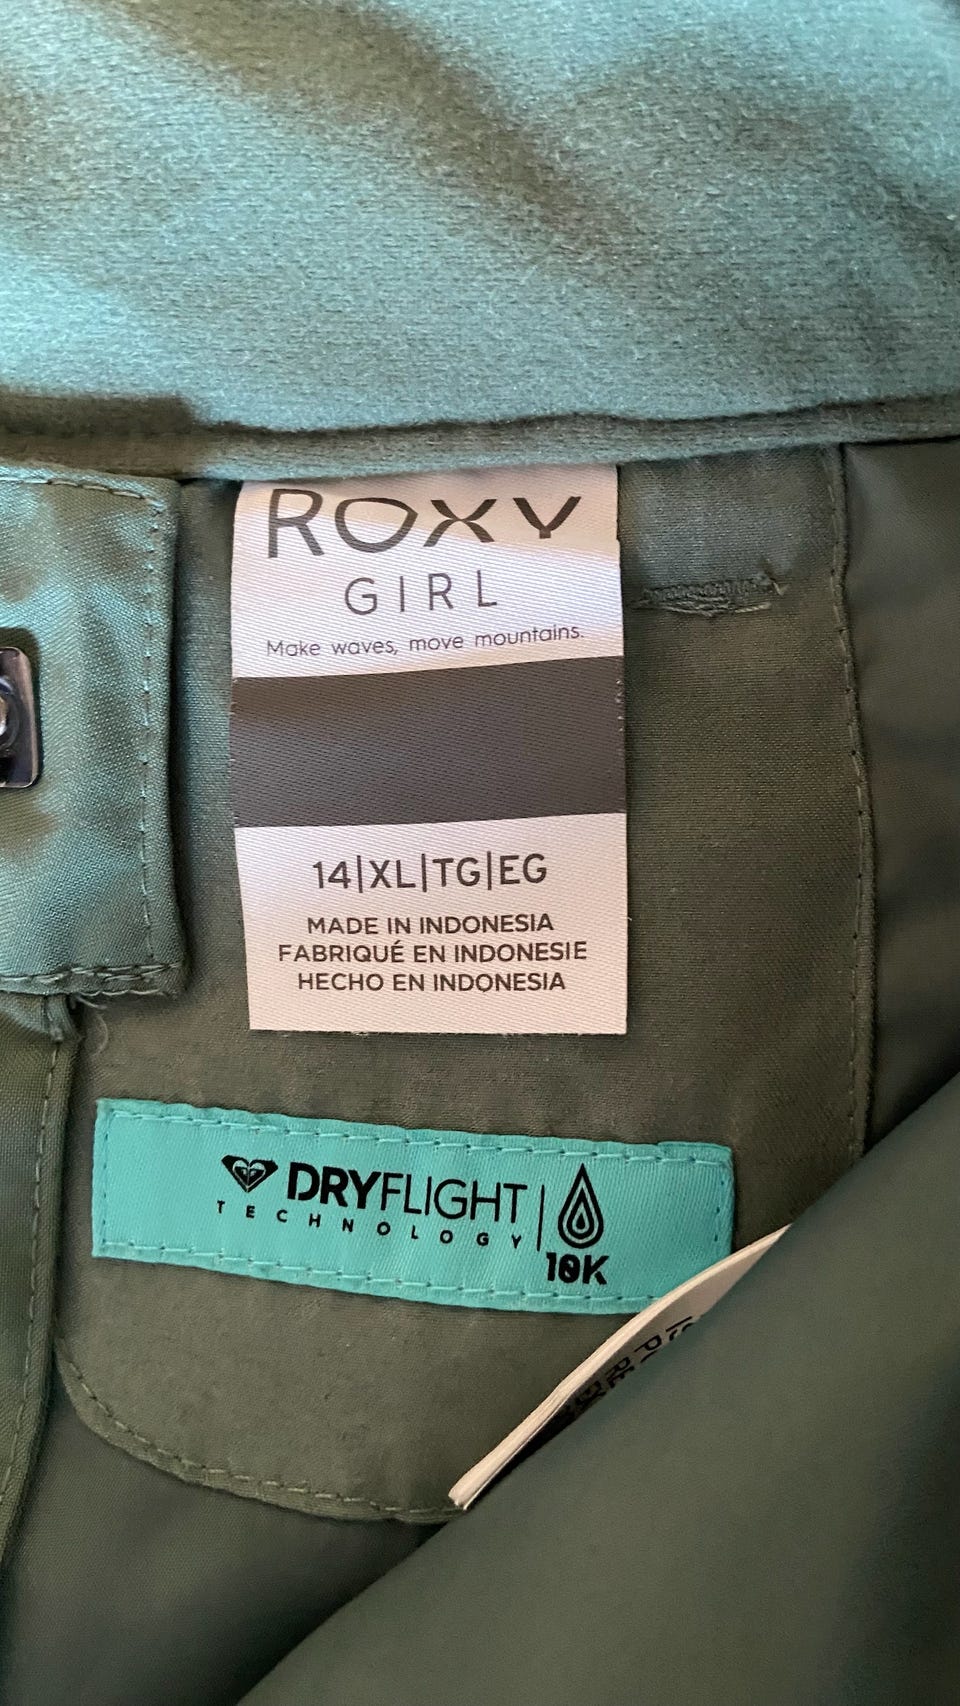 ROXY
GIRL
Make waves, move mountains.
14|XL|TG|EG
MADE IN INDONESIA
FABRIQUÉ EN INDONESIE
HECHO EN INDONESIA
DRYFLIGHT
TECHNOLOGY
10K